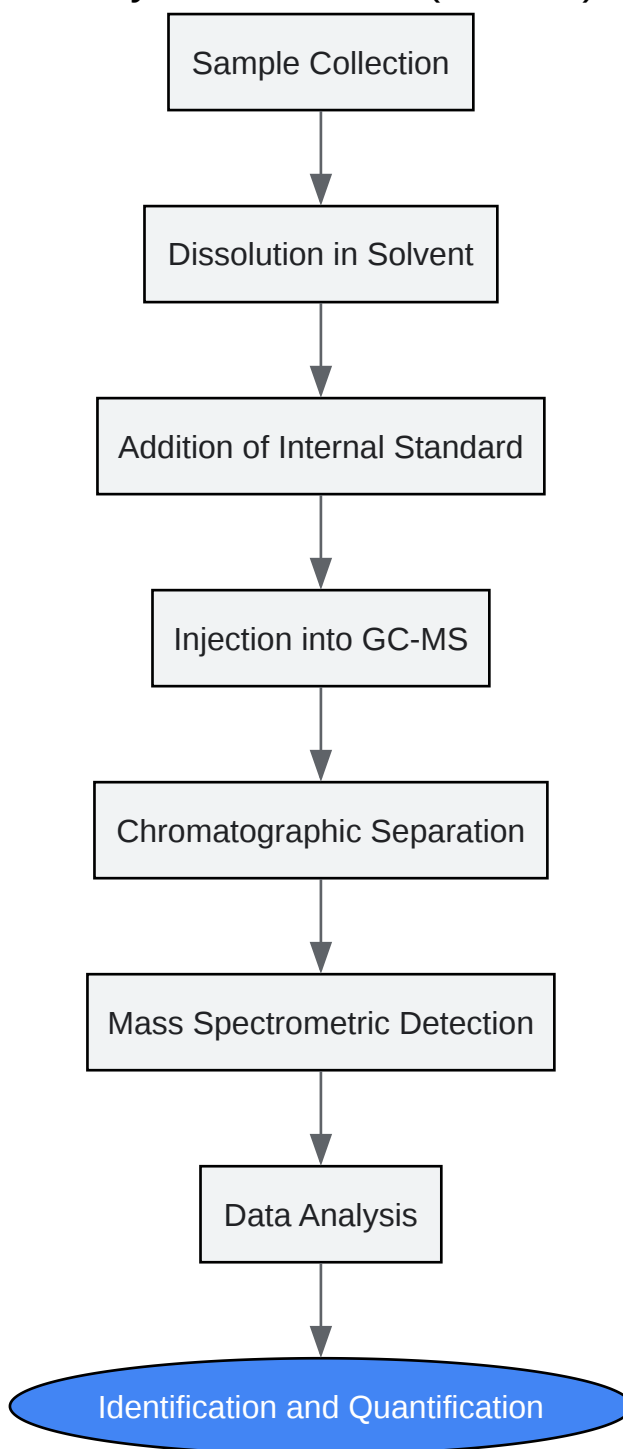 Sample Collection
Dissolution in Solvent
Addition of Internal Standard
Injection into GC-MS
Chromatographic Separation
Mass Spectrometric Detection
Data Analysis
Identification and Quantification